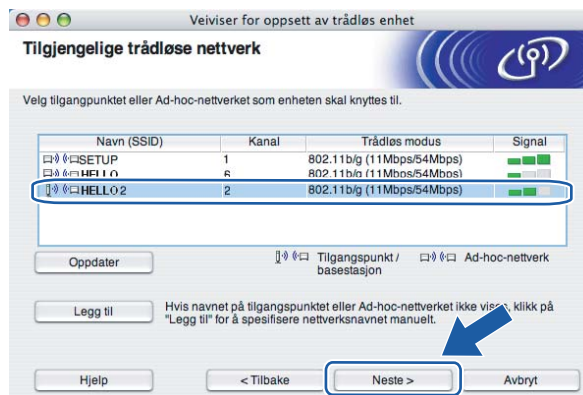 Veiviser for oppsett av trådløs enhet
Tilgjengelige trådløse nettverk
Velg tilgangpunktet eller Ad-hoc-nettverket som enheten skal knyttes til.
Navn (SSID) Kanal Trådløs modus Signal
SETUP 1 802.11b/g (11Mbps/54Mbps)
HELLO 6 802.11b/g (11Mbps/54Mbps)
HELLO2 2 802.11b/g (11Mbps/54Mbps)
Oppdater Tilgangspunkt / Ad-hoc-nettverk
basestasjon
Legg til Hvis navnet på tilgangspunktet eller Ad-hoc-nettverket ikke vises, klikk på
"Legg til" for å spesifisere nettverksnavnet manuelt.
Hjelp < Tilbake Neste > Avbryt